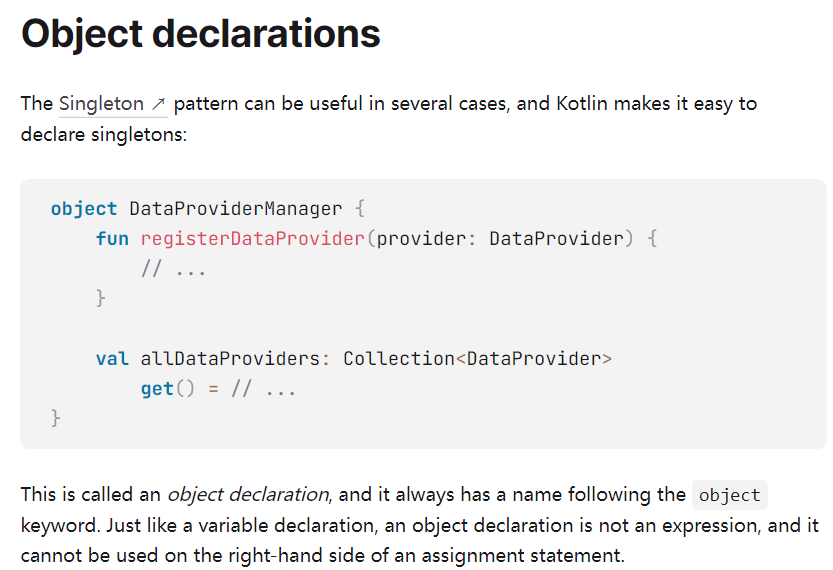 Object declarations
The Singleton ↗ pattern can be useful in several cases, and Kotlin makes it easy to
declare singletons:
object DataProviderManager {
    fun registerDataProvider(provider: DataProvider) {
        // ...
    }

    val allDataProviders: Collection<DataProvider>
        get() = // ...
}
This is called an object declaration, and it always has a name following the object
keyword. Just like a variable declaration, an object declaration is not an expression, and it
cannot be used on the right-hand side of an assignment statement.